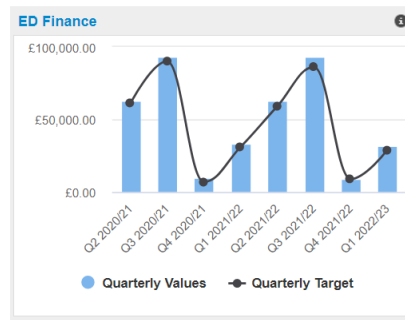 ED Finance
£100,000.00
£50,000.00
£0.00
Q2 2020/21
Q3 2020/21
Q4 2020/21
Q1 2021/22
Q2 2021/22
Q3 2021/22
Q4 2021/22
Q1 2022/23
Quarterly Values
Quarterly Target